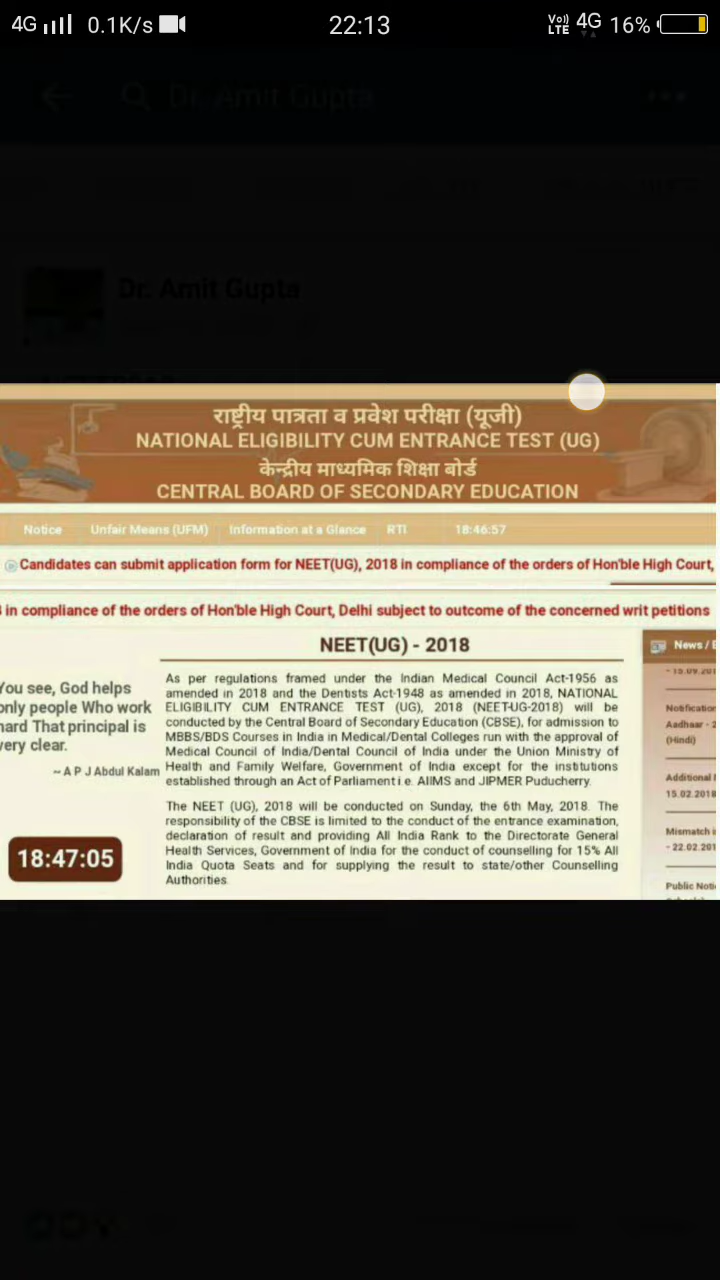 4G 0.1K/s 22:13 Vo)) LTE 4G 16%
Dr. Amit Gupta
Dr. Amit Gupta
राष्ट्रीय पात्रता व प्रवेश परीक्षा (यूजी)
NATIONAL ELIGIBILITY CUM ENTRANCE TEST (UG)
केन्द्रीय माध्यमिक शिक्षा बोर्ड
CENTRAL BOARD OF SECONDARY EDUCATION
Notice Unfair Means (UFM) Information at a Glance RTI 18:46:57
Candidates can submit application form for NEET(UG), 2018 in compliance of the orders of Hon'ble High Court,
in compliance of the orders of Hon'ble High Court, Delhi subject to outcome of the concerned writ petitions
NEET(UG) - 2018
As per regulations framed under the Indian Medical Council Act-1956 as
amended in 2018 and the Dentists Act-1948 as amended in 2018, NATIONAL
ELIGIBILITY CUM ENTRANCE TEST (UG), 2018 (NEET-UG-2018) will be
conducted by the Central Board of Secondary Education (CBSE), for admission to
MBBS/BDS Courses in India in Medical/Dental Colleges run with the approval of
Medical Council of India/Dental Council of India under the Union Ministry of
Health and Family Welfare, Government of India except for the institutions
established through an Act of Parliament i.e. AIIMS and JIPMER Puducherry.
The NEET (UG), 2018 will be conducted on Sunday, the 6th May, 2018. The
responsibility of the CBSE is limited to the conduct of the entrance examination,
declaration of result and providing All India Rank to the Directorate General
Health Services, Government of India for the conduct of counselling for 15% All
India Quota Seats and for supplying the result to state/other Counselling
Authorities.
You see, God helps
only people Who work
hard That principal is
very clear.
~ A P J Abdul Kalam
18:47:05
News /
- 15.09.201
Notification
Aadhaar - 2
(Hindi)
Additional
15.02.2018
Mismatch i
- 22.02.201
Public Noti